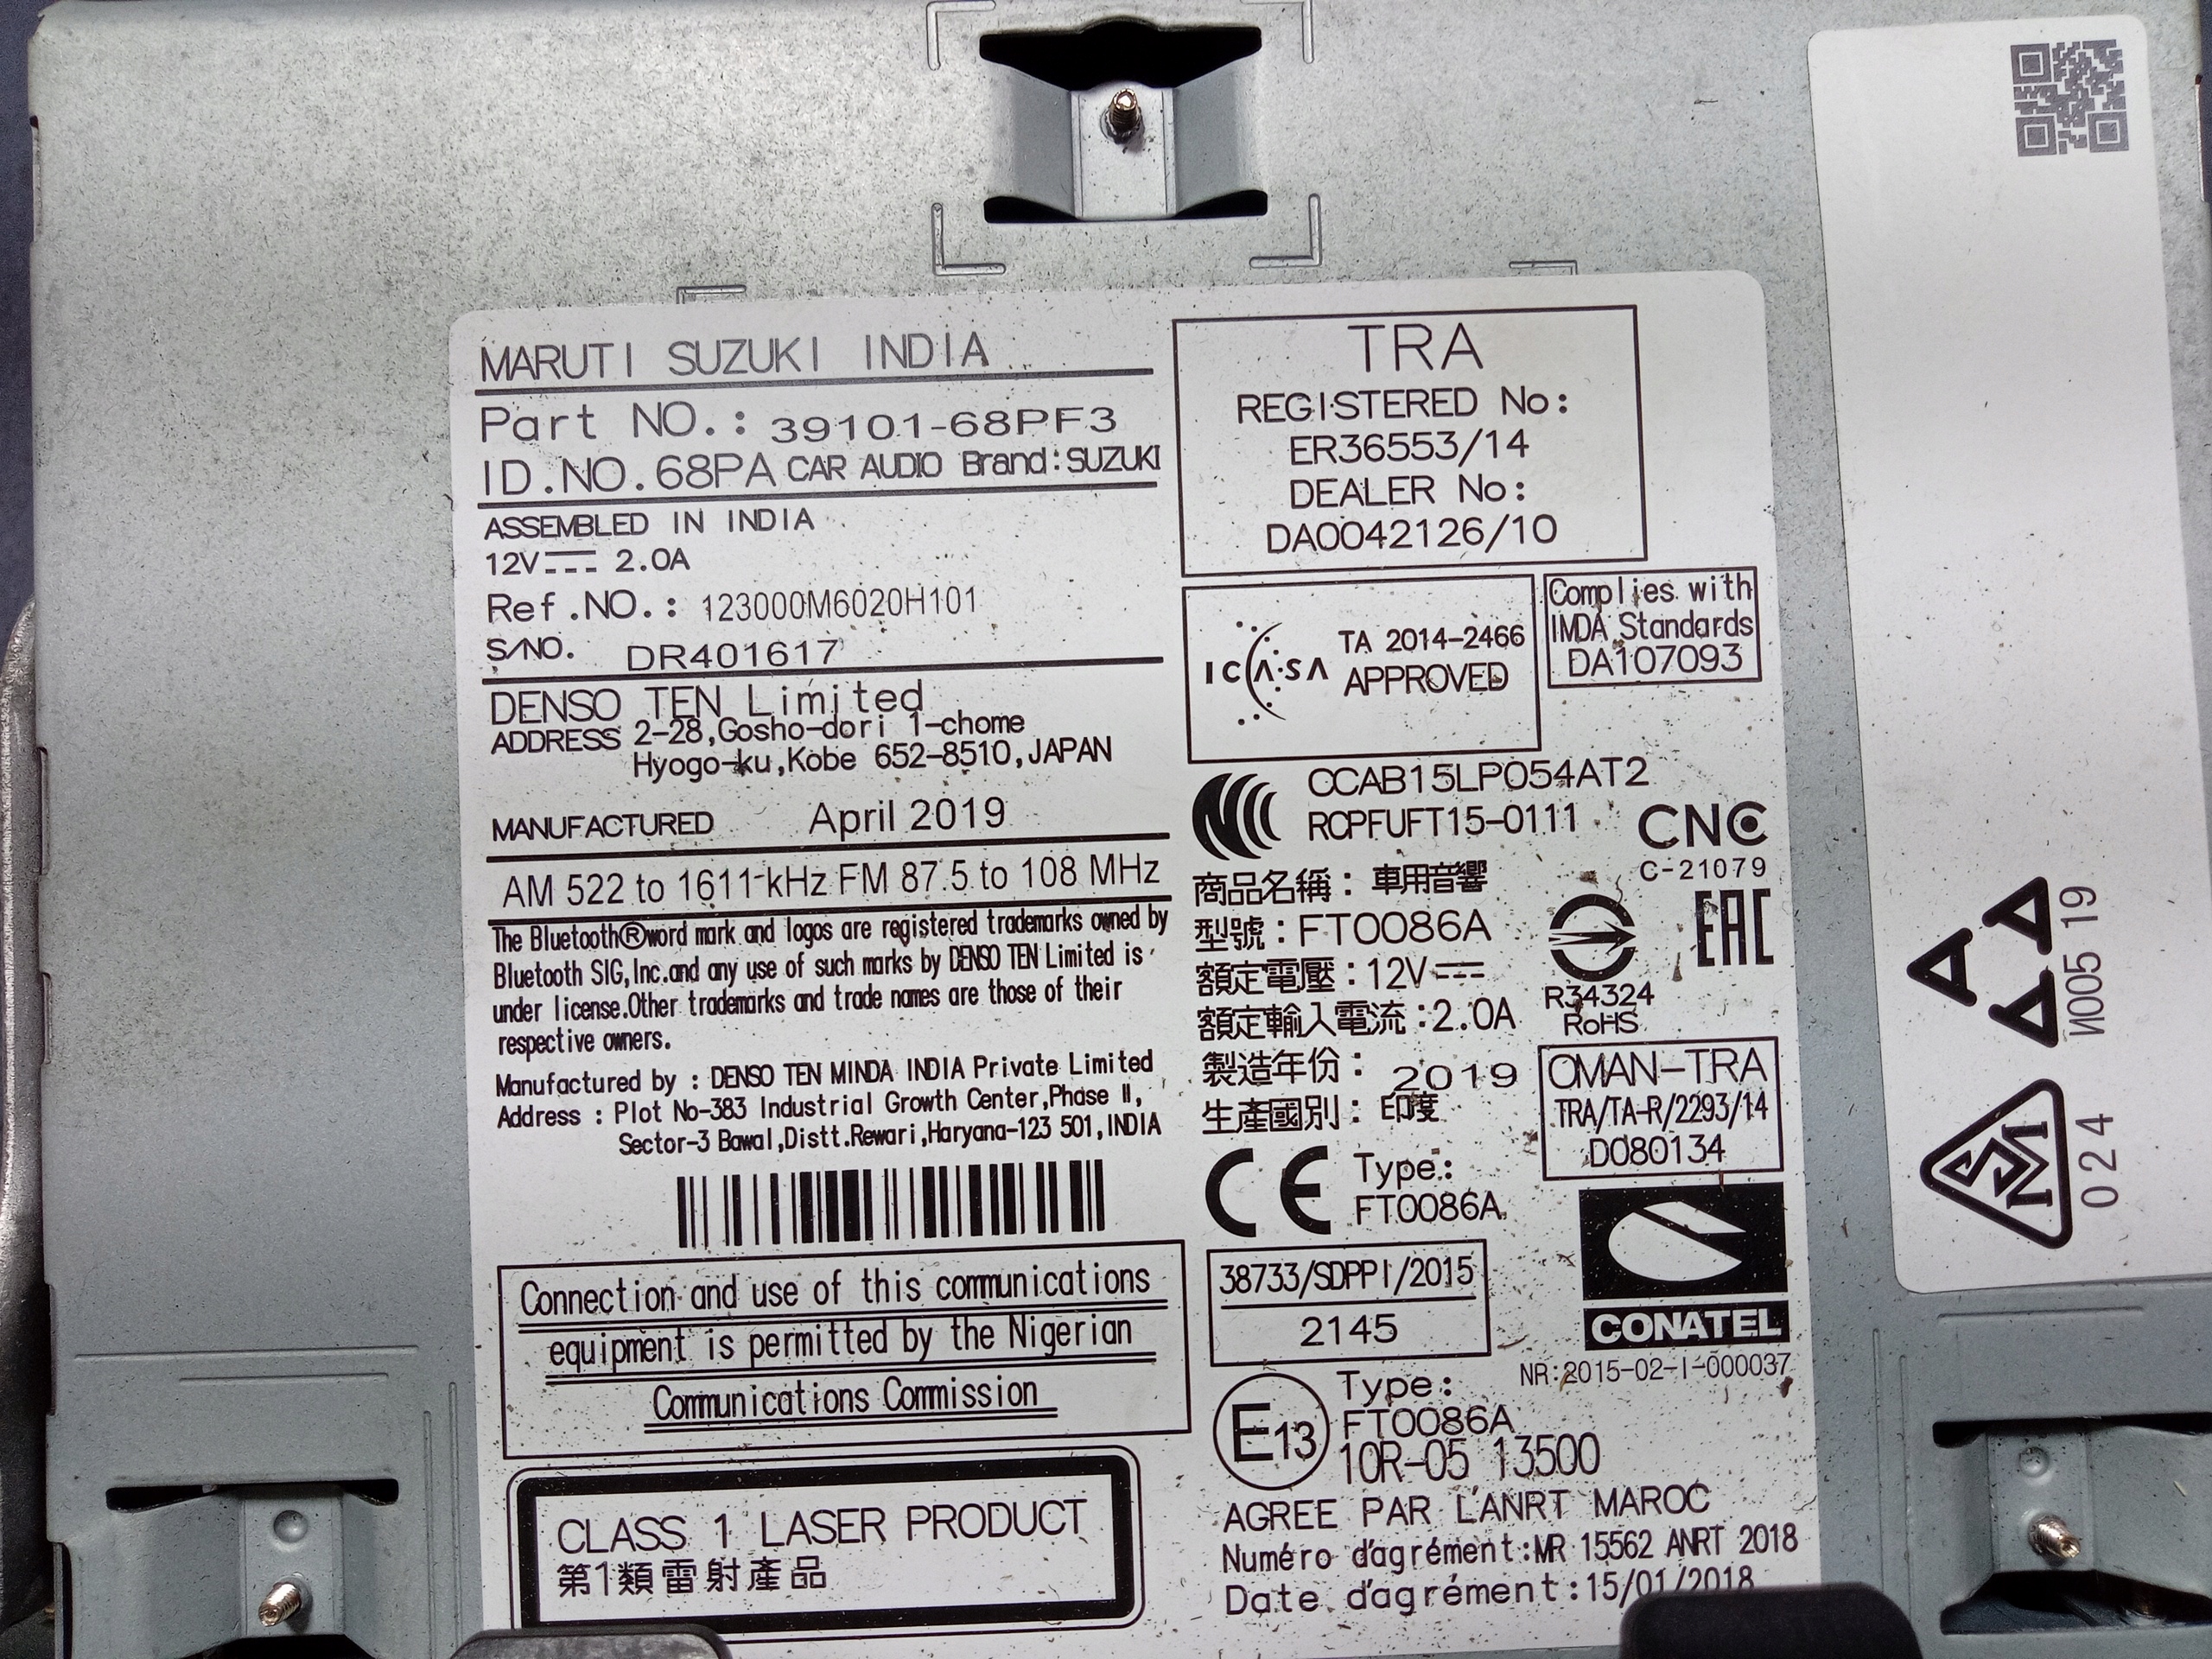 MARUTI SUZUKI INDIA
Part NO.: 39101-68PF3
ID.NO.68PA CAR AUDIO Brand:SUZUKI
ASSEMBLED IN INDIA
12V 2.0A
Ref.NO.: 123000M6020H101
S/NO. DR401617
DENSO TEN Limited
ADDRESS 2-28,Gosho-dori 1-chome
Hyogo-ku,Kobe 652-8510,JAPAN
MANUFACTURED April 2019
AM 522 to 1611 kHz FM 87.5 to 108 MHz
The Bluetooth®word mark and logos are registered trademarks owned by
Bluetooth SIG,Inc.and any use of such marks by DENSO TEN Limited is
under license.Other trademarks and trade names are those of their
respective owners.
Manufactured by : DENSO TEN MINDA INDIA Private Limited
Address : Plot No-383 Industrial Growth Center,Phase II,
Sector-3 Bawal,Distt.Rewari,Haryana-123 501,INDIA
Connection and use of this communications
equipment is permitted by the Nigerian
Communications Commission
CLASS 1 LASER PRODUCT
第1類雷射產品
TRA
REGISTERED No:
ER36553/14
DEALER No:
DA0042126/10
ICASA
TA 2014-2466
APPROVED
Complies with
IMDA Standards
DA107093
CCAB15LP054AT2
RCPFUFT15-0111
CNC
C-21079
商品名稱：車用音響
型號：FT0086A
額定電壓：12V
額定輸入電流：2.0A
製造年份：2019
生產國別：印度
R34324
RoHS
EAC
OMAN-TRA
TRA/TA-R/2293/14
D080134
CE
Type:
FT0086A
38733/SDPPI/2015
2145
CONATEL
NR:2015-02-I-000037
E13
Type:
FT0086A
10R-05 13500
AGREE PAR L'ANRT MAROC
Numéro d'agrément:MR 15562 ANRT 2018
Date d'agrément:15/01/2018
И005 19
024